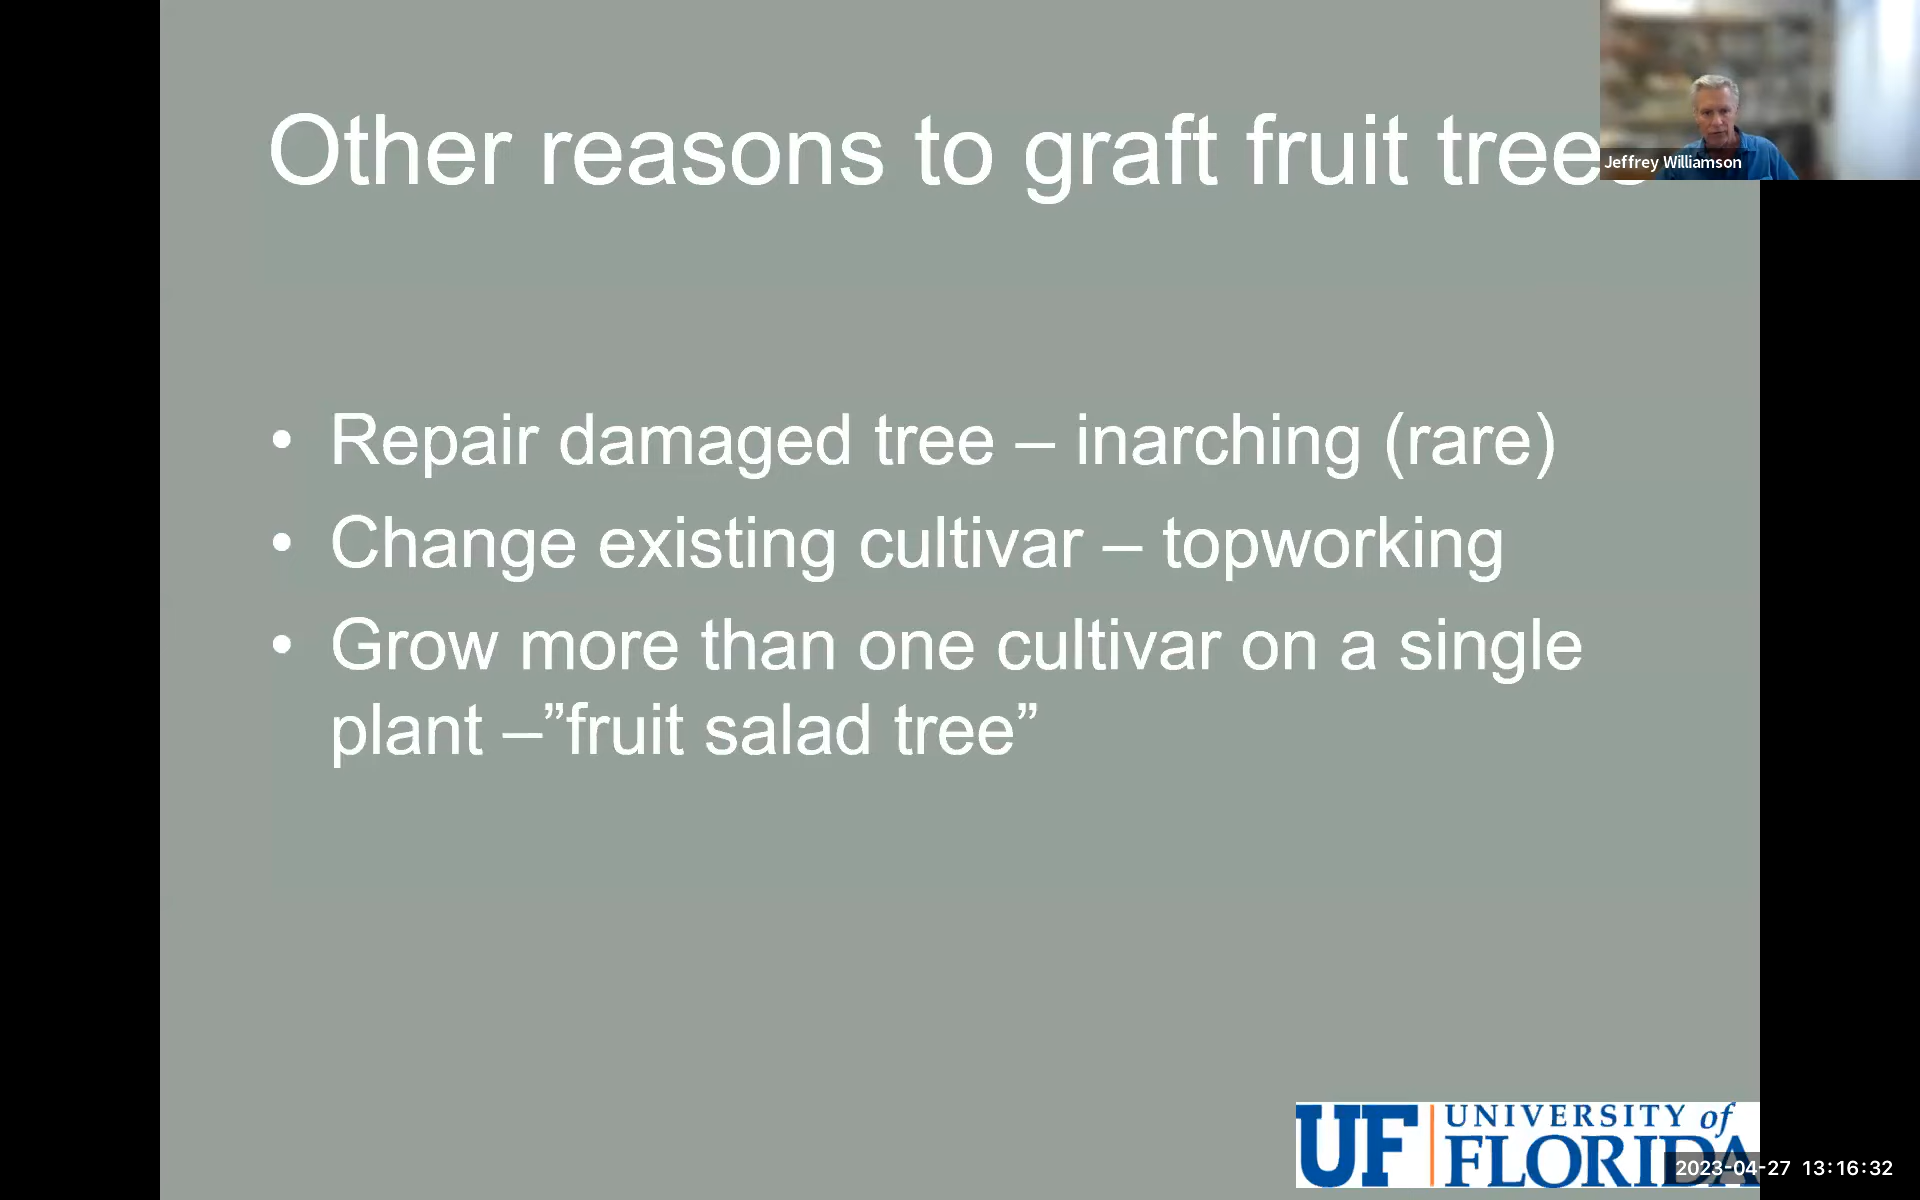 Other reasons to graft fruit trees
Jeffrey Williamson
• Repair damaged tree – inarching (rare)
• Change existing cultivar – topworking
• Grow more than one cultivar on a single
plant –”fruit salad tree”
UF UNIVERSITY of
FLORIDA
2023-04-27 13:16:32